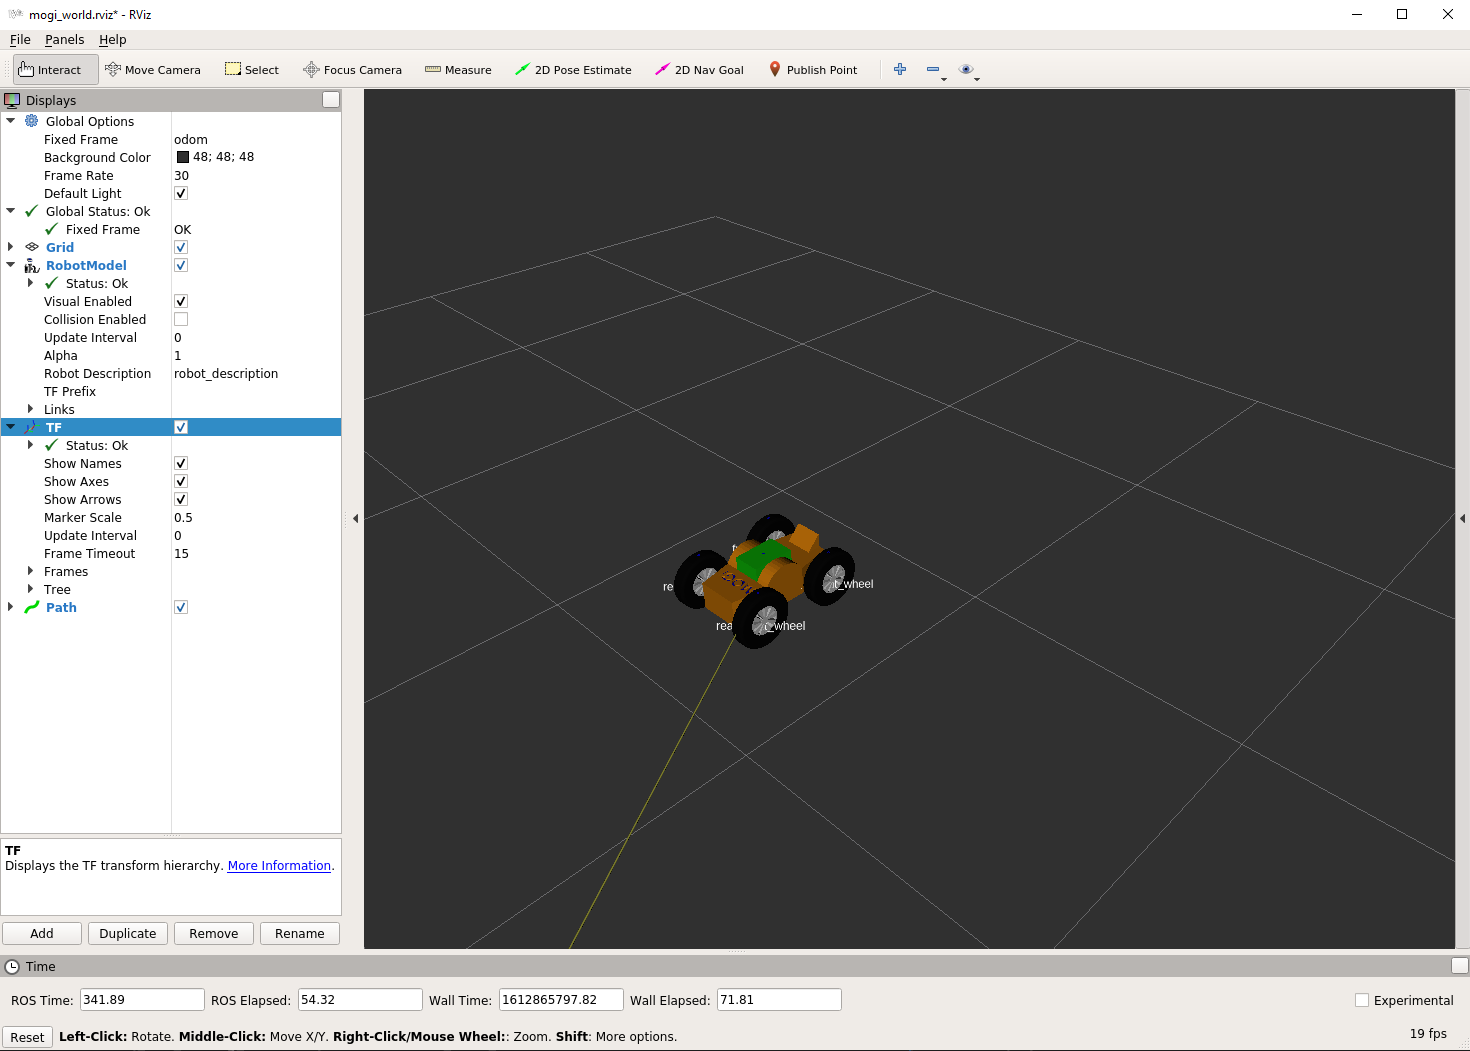 mogi_world.rviz* - RViz
File Panels Help
Interact Move Camera Select Focus Camera Measure 2D Pose Estimate 2D Nav Goal Publish Point
Displays
Global Options
Fixed Frame odom
Background Color 48; 48; 48
Frame Rate 30
Default Light
Global Status: Ok
Fixed Frame OK
Grid
RobotModel
Status: Ok
Visual Enabled
Collision Enabled
Update Interval 0
Alpha 1
Robot Description robot_description
TF Prefix
Links
TF
Status: Ok
Show Names
Show Axes
Show Arrows
Marker Scale 0.5
Update Interval 0
Frame Timeout 15
Frames
Tree
Path
re t_wheel
rea _wheel
TF
Displays the TF transform hierarchy. More Information.
Add Duplicate Remove Rename
Time
ROS Time: 341.89 ROS Elapsed: 54.32 Wall Time: 1612865797.82 Wall Elapsed: 71.81 Experimental
Reset Left-Click: Rotate. Middle-Click: Move X/Y. Right-Click/Mouse Wheel:: Zoom. Shift: More options. 19 fps